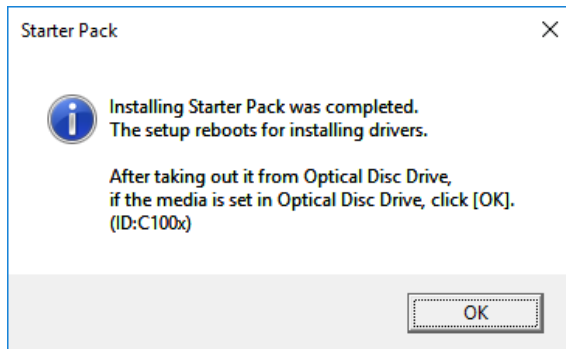 Starter Pack
Installing Starter Pack was completed.
The setup reboots for installing drivers.
After taking out it from Optical Disc Drive,
if the media is set in Optical Disc Drive, click [OK].
(ID:C100x)
OK